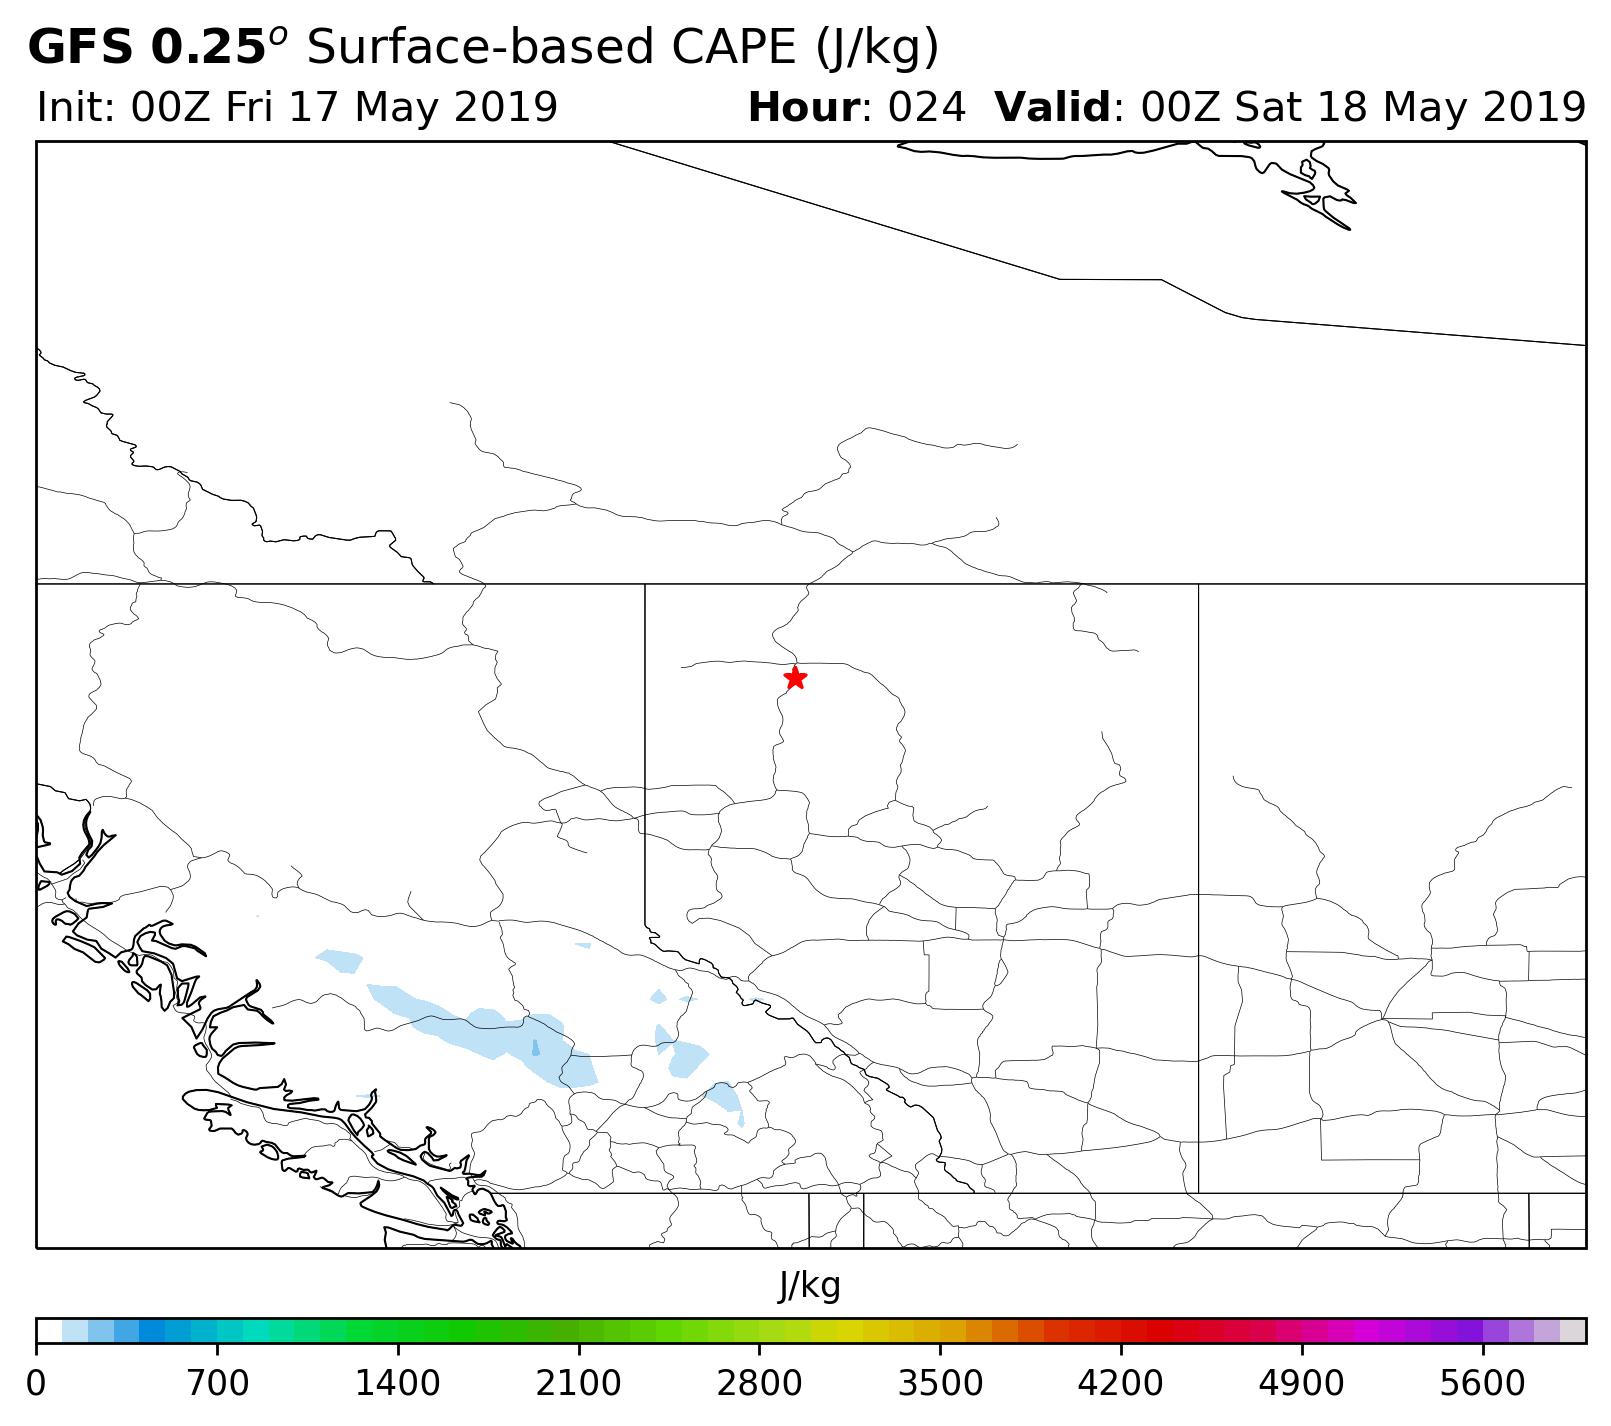 GFS 0.25° Surface-based CAPE (J/kg)
Init: 00Z Fri 17 May 2019 Hour: 024 Valid: 00Z Sat 18 May 2019
J/kg
0 700 1400 2100 2800 3500 4200 4900 5600